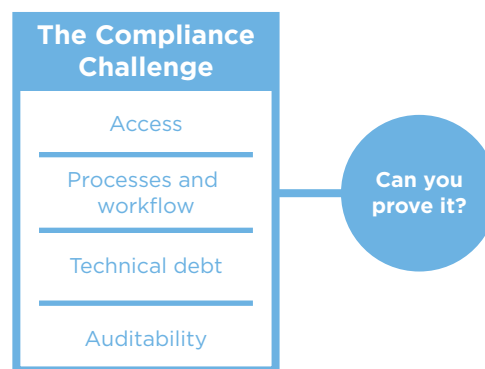 The Compliance
Challenge
Access
Processes and
workflow
Technical debt
Auditability
Can you
prove it?